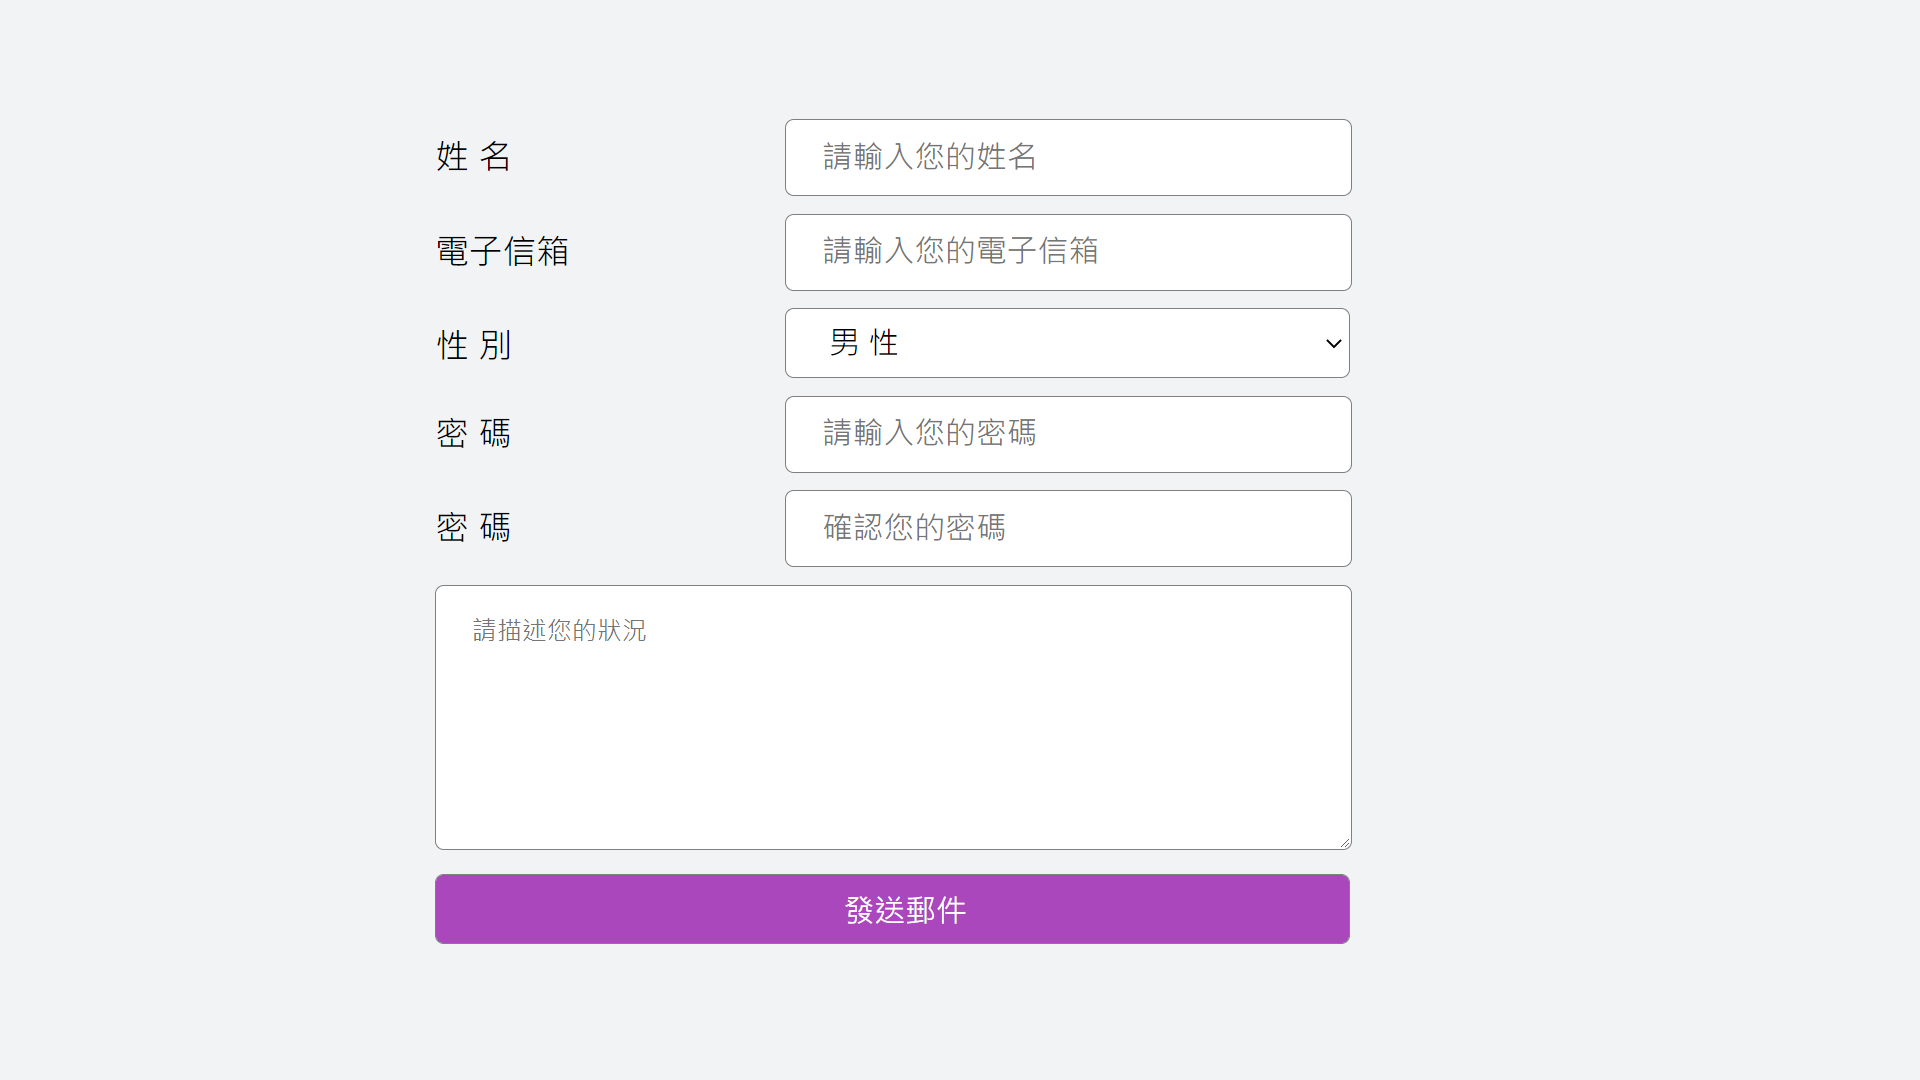 姓 名
請輸入您的姓名
電子信箱
請輸入您的電子信箱
性 別
男 性
密 碼
請輸入您的密碼
密 碼
確認您的密碼
請描述您的狀況
發送郵件